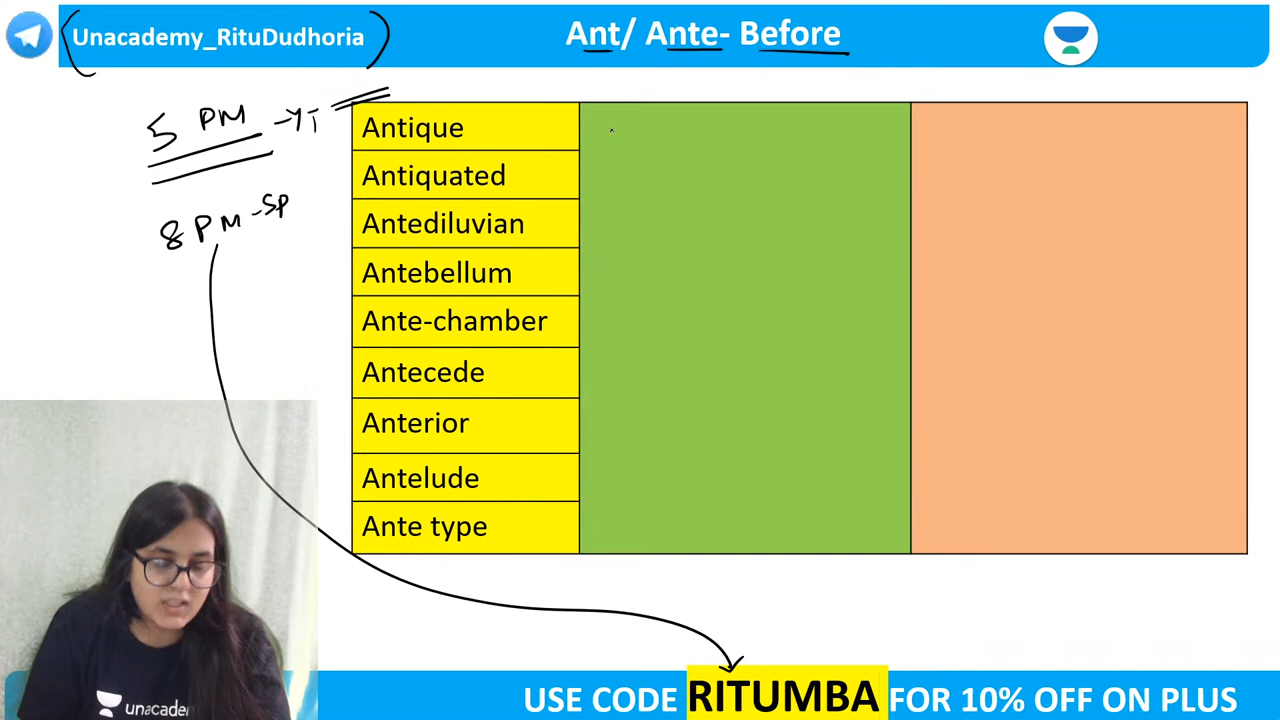 Unacademy_RituDudhoria
Ant/ Ante- Before
5 PM -YT
8 PM -SP
Antique
Antiquated
Antediluvian
Antebellum
Ante-chamber
Antecede
Anterior
Antelude
Ante type
unacademy
USE CODE RITUMBA FOR 10% OFF ON PLUS